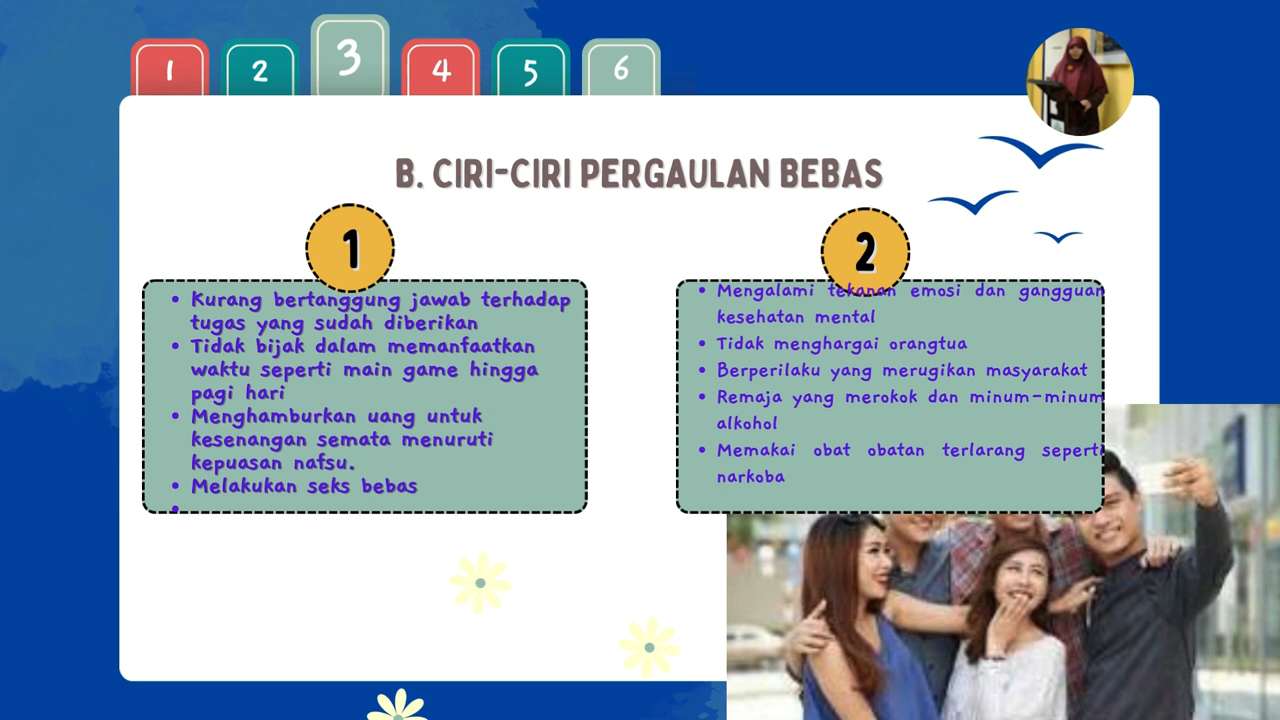 1
2
3
4
5
6
B. CIRI-CIRI PERGAULAN BEBAS
1
Kurang bertanggung jawab terhadap
tugas yang sudah diberikan
Tidak bijak dalam memanfaatkan
waktu seperti main game hingga
pagi hari
Menghamburkan uang untuk
kesenangan semata menuruti
kepuasan nafsu.
Melakukan seks bebas
2
Mengalami tekanan emosi dan gangguan
kesehatan mental
Tidak menghargai orangtua
Berperilaku yang merugikan masyarakat
Remaja yang merokok dan minum-minum
alkohol
Memakai obat obatan terlarang seperti
narkoba